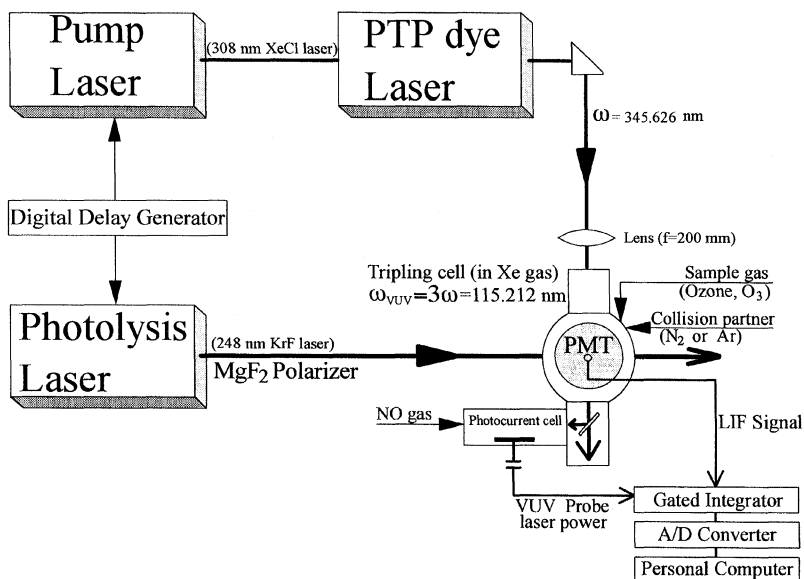 Pump
Laser
(308 nm XeCl laser)
PTP dye
Laser
ω= 345.626 nm
Digital Delay Generator
Lens (f=200 mm)
Tripling cell (in Xe gas)
ω_VUV=3ω=115.212 nm
Sample gas
(Ozone, O₃)
Collision partner
(N₂ or Ar)
Photolysis
Laser
(248 nm KrF laser)
MgF₂ Polarizer
PMT
NO gas
Photocurrent cell
LIF Signal
VUV Probe
laser power
Gated Integrator
A/D Converter
Personal Computer